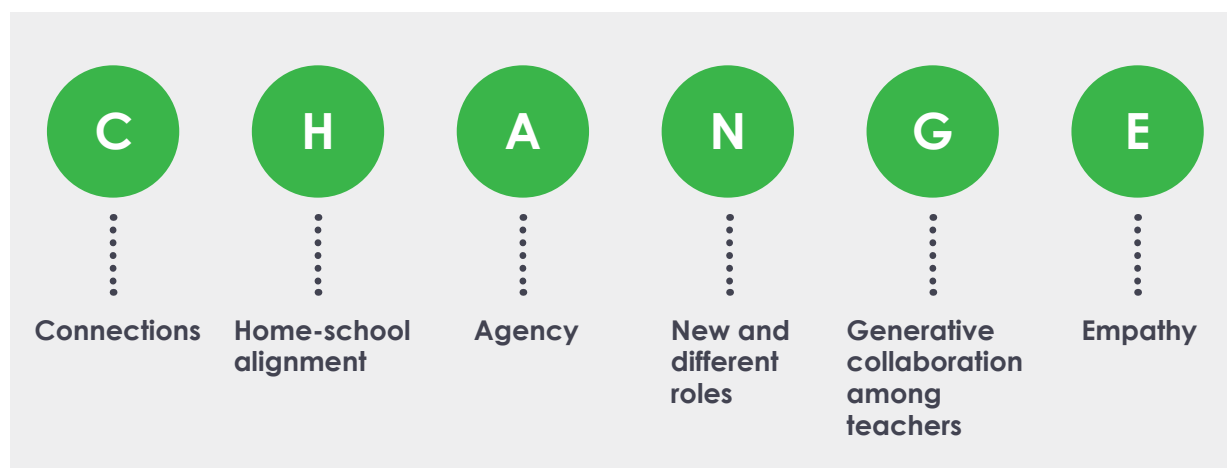 C
H
A
N
G
E
Connections
Home-school
alignment
Agency
New and
different
roles
Generative
collaboration
among
teachers
Empathy